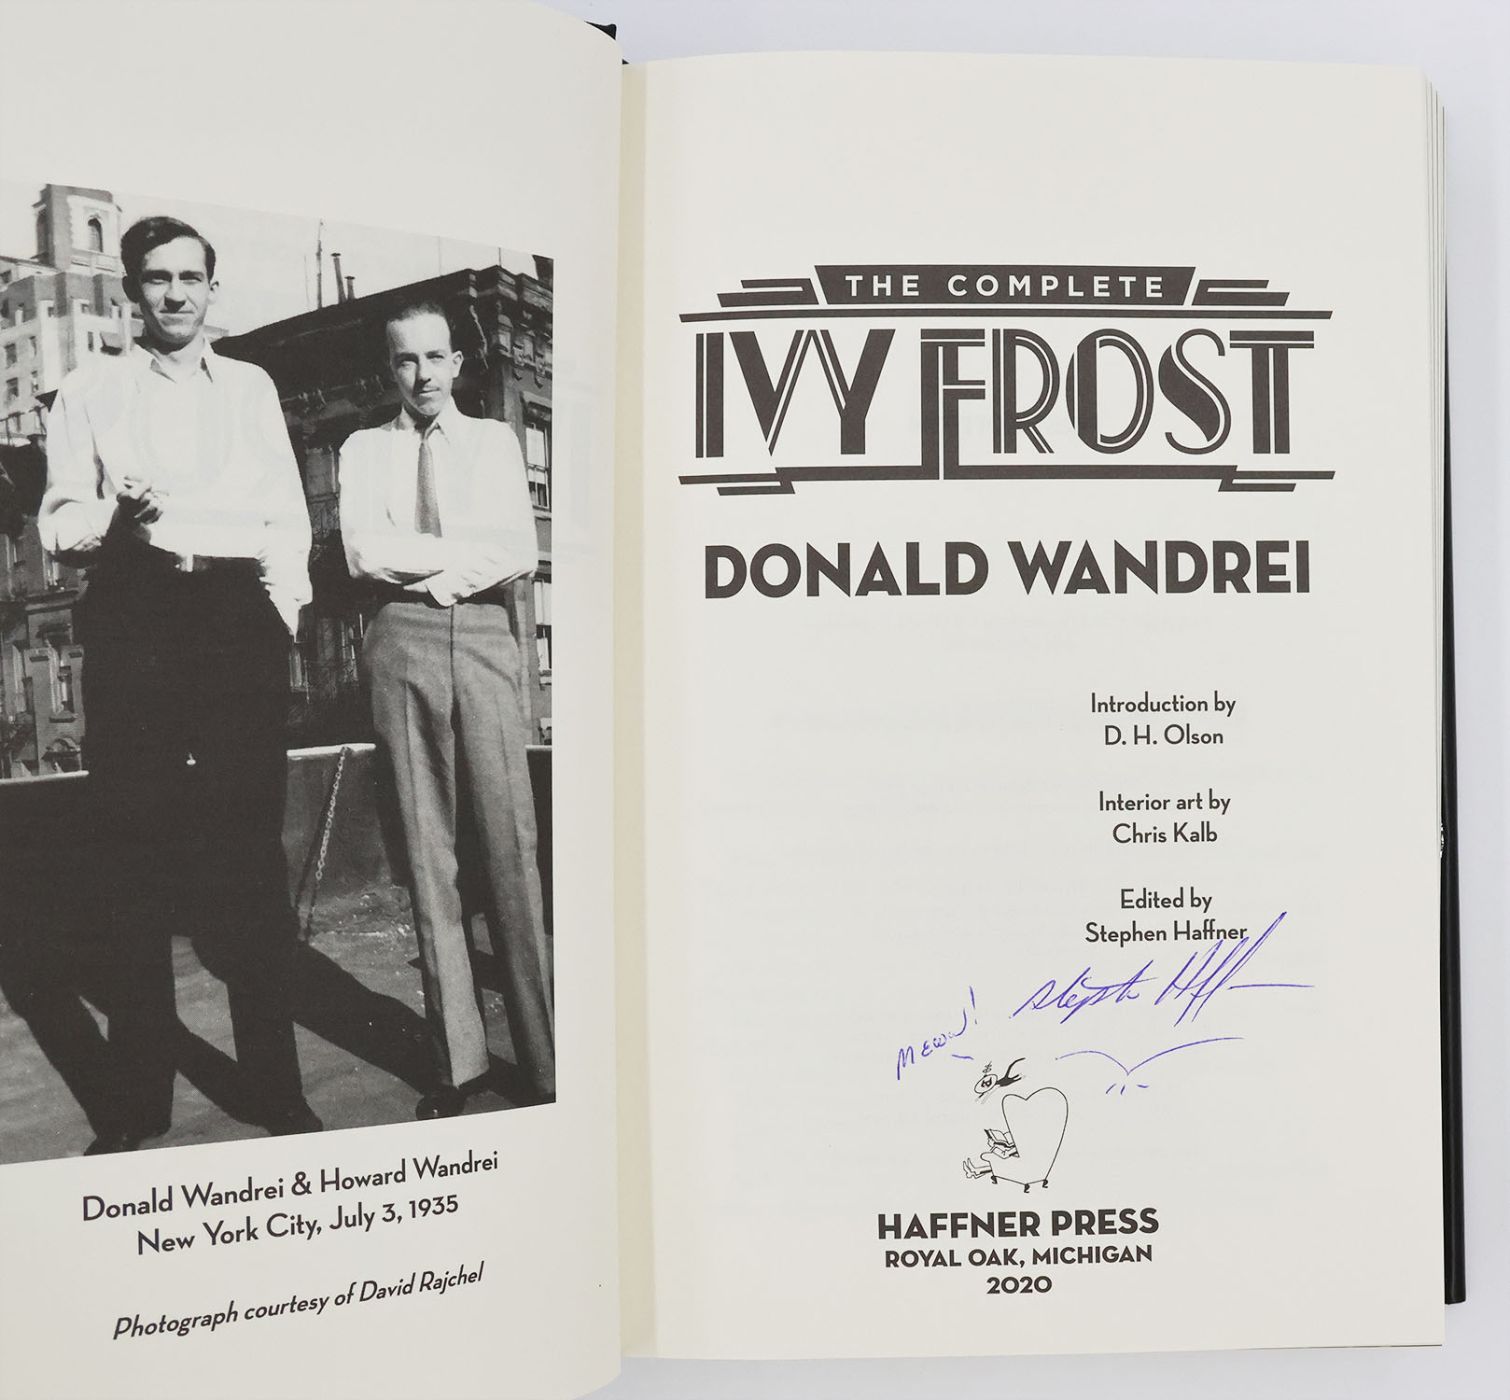 Donald Wandrei & Howard Wandrei
New York City, July 3, 1935
Photograph courtesy of David Rajchel
THE COMPLETE
IVY FROST
DONALD WANDREI
Introduction by
D. H. Olson
Interior art by
Chris Kalb
Edited by
Stephen Haffner
Meow!
HAFFNER PRESS
ROYAL OAK, MICHIGAN
2020